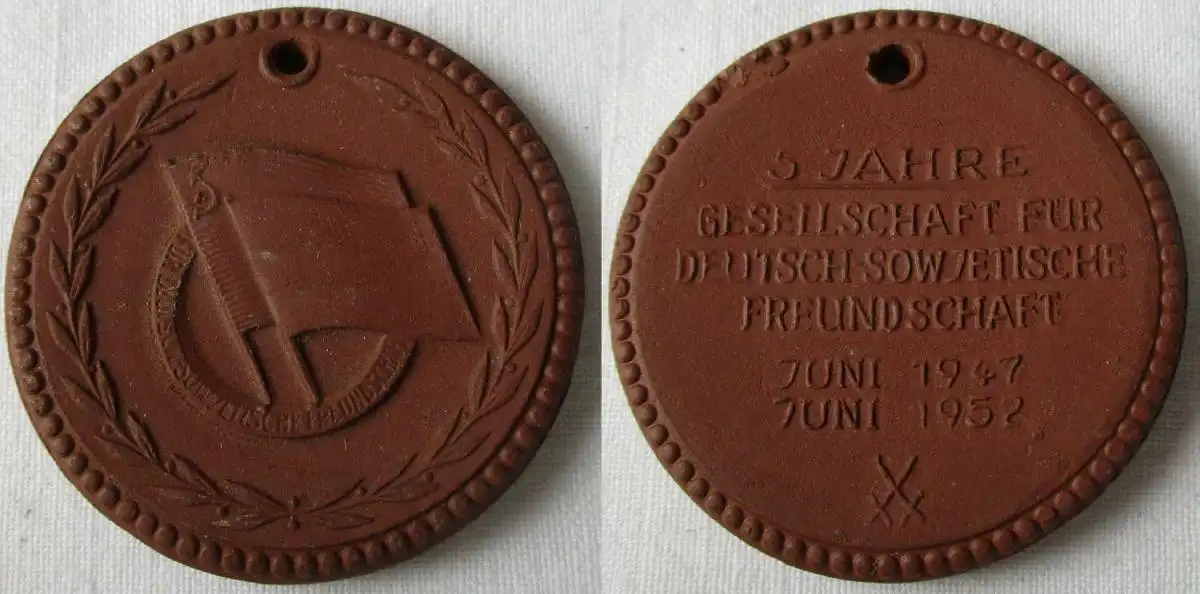 5 JAHRE
GESELLSCHAFT FÜR
DEUTSCH-SOWJETISCHE
FREUNDSCHAFT
JUNI 1947
JUNI 1952